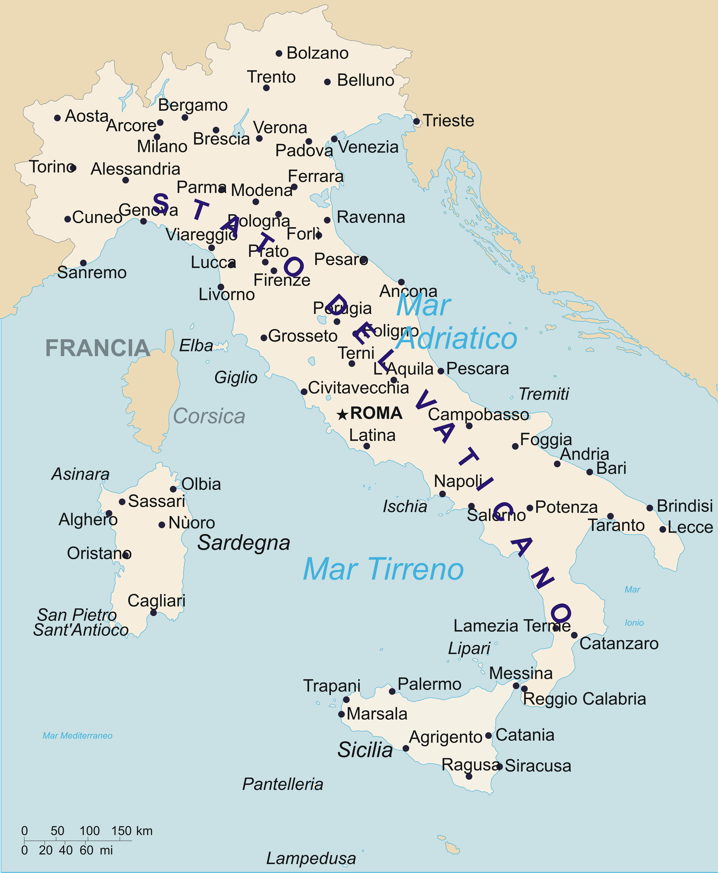 Bolzano
Trento
Belluno
Bergamo
Aosta
Arcore
Trieste
Verona
Brescia
Milano
Padova
Venezia
Torino
Alessandria
Ferrara
Parma
Modena
STATO DEL VATICANO
Genova
Cuneo
Bologna
Ravenna
Viareggio
Forlì
Prato
Pesaro
Lucca
Sanremo
Firenze
Livorno
Ancona
Mar
Adriatico
Perugia
Foligno
Grosseto
FRANCIA
Elba
Terni
L'Aquila
Pescara
Giglio
Civitavecchia
Tremiti
ROMA
Campobasso
Corsica
Latina
Foggia
Andria
Bari
Asinara
Olbia
Napoli
Sassari
Ischia
Salerno
Potenza
Brindisi
Alghero
Nùoro
Taranto
Lecce
Sardegna
Oristano
Mar Tirreno
Mar
Ionio
Cagliari
San Pietro
Sant'Antioco
Lamezia Terme
Catanzaro
Lipari
Messina
Trapani
Palermo
Reggio Calabria
Marsala
Mar Mediterraneo
Agrigento
Catania
Sicilia
Ragusa
Siracusa
Pantelleria
0 50 100 150 km
0 20 40 60 mi
Lampedusa